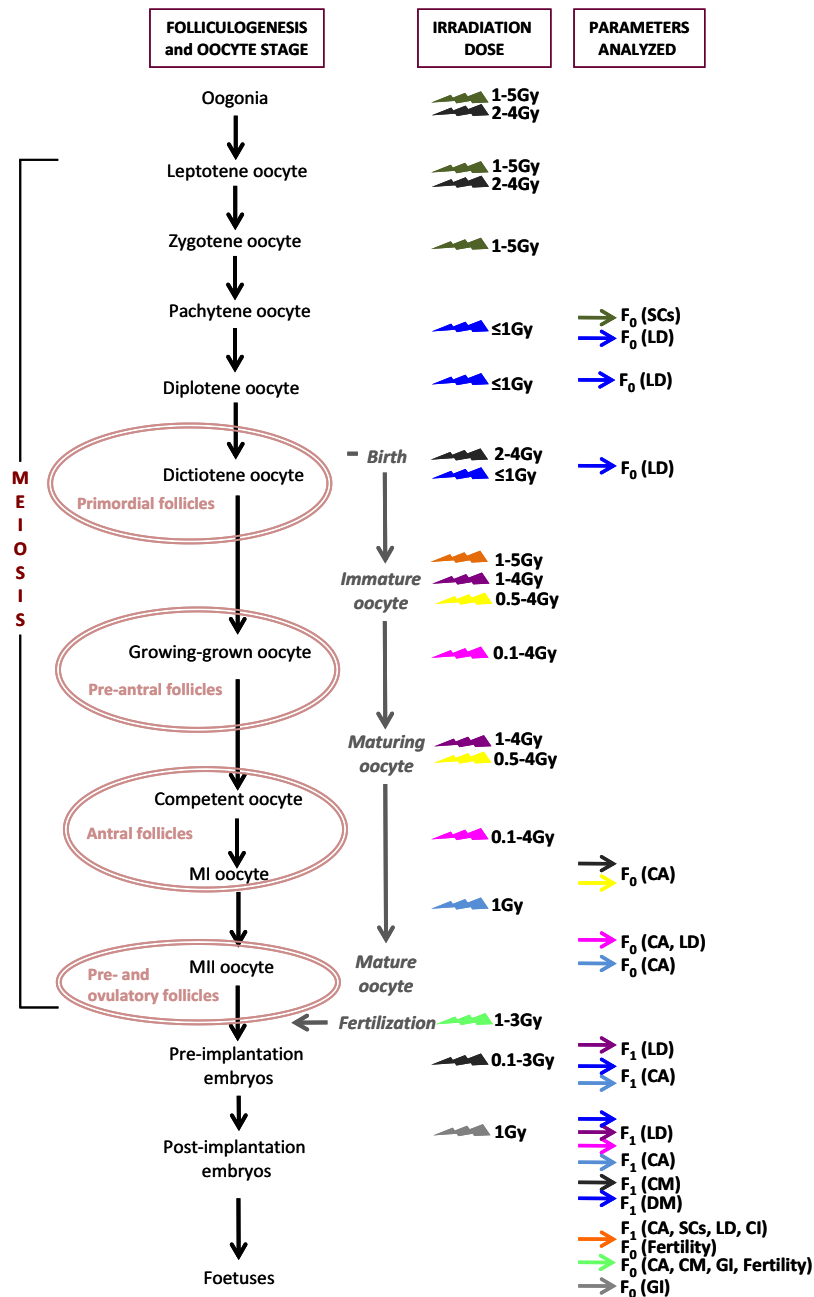 FOLLICULOGENESIS
and OOCYTE STAGE
IRRADIATION
DOSE
PARAMETERS
ANALYZED
Oogonia
1-5Gy
2-4Gy
Leptotene oocyte
1-5Gy
2-4Gy
Zygotene oocyte
1-5Gy
Pachytene oocyte
≤1Gy
F0 (SCs)
F0 (LD)
Diplotene oocyte
≤1Gy
F0 (LD)
MEIOSIS
Dictiotene oocyte
Primordial follicles
Birth
2-4Gy
≤1Gy
F0 (LD)
Immature
oocyte
1-5Gy
1-4Gy
0.5-4Gy
Growing-grown oocyte
Pre-antral follicles
0.1-4Gy
Maturing
oocyte
1-4Gy
0.5-4Gy
Competent oocyte
Antral follicles
MI oocyte
0.1-4Gy
F0 (CA)
1Gy
MII oocyte
Pre- and
ovulatory follicles
Mature
oocyte
F0 (CA, LD)
F0 (CA)
Fertilization
1-3Gy
Pre-implantation
embryos
0.1-3Gy
F1 (LD)
F1 (CA)
Post-implantation
embryos
1Gy
F1 (LD)
F1 (CA)
F1 (CM)
F1 (DM)
F1 (CA, SCs, LD, CI)
F0 (Fertility)
F0 (CA, CM, GI, Fertility)
Foetuses
F0 (GI)